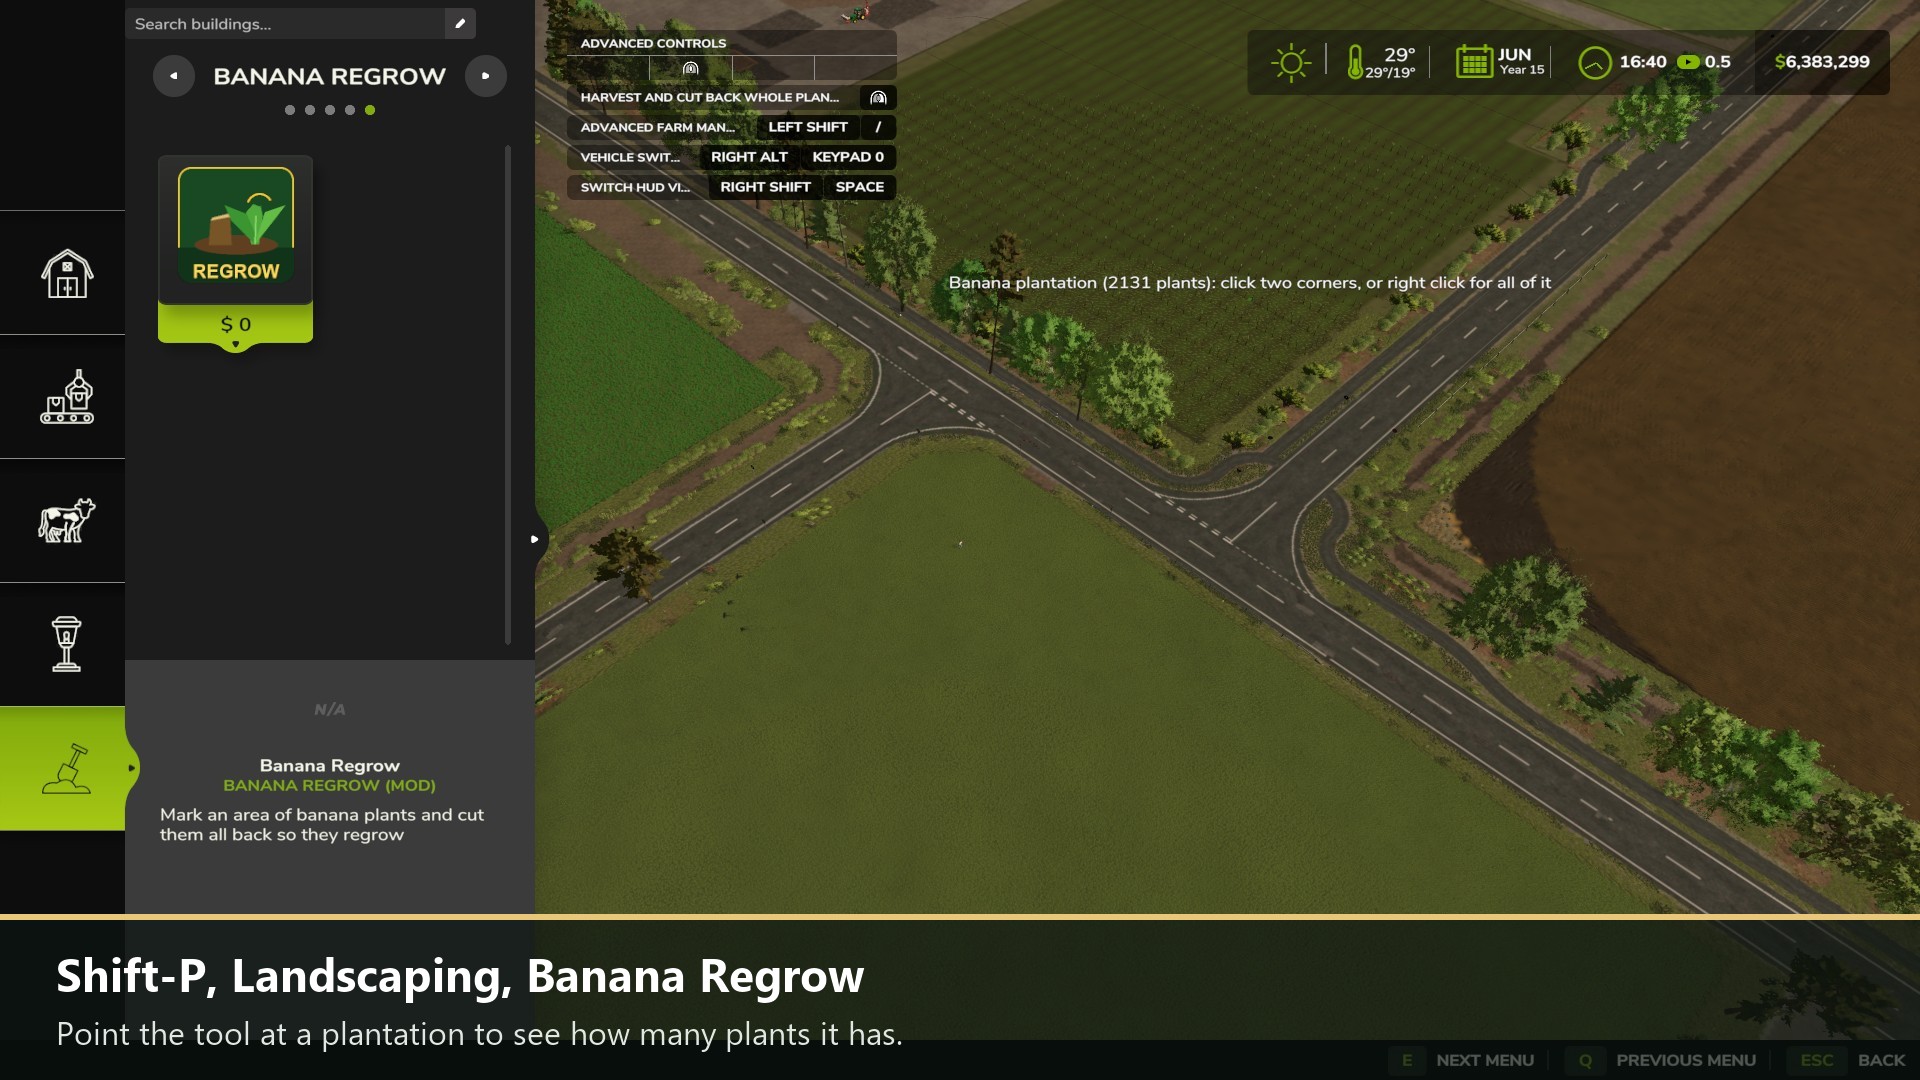 Search buildings...
BANANA REGROW
REGROW
$ 0
N/A
Banana Regrow
BANANA REGROW (MOD)
Mark an area of banana plants and cut
them all back so they regrow
ADVANCED CONTROLS
HARVEST AND CUT BACK WHOLE PLAN...
ADVANCED FARM MAN... LEFT SHIFT /
VEHICLE SWIT... RIGHT ALT KEYPAD 0
SWITCH HUD VI... RIGHT SHIFT SPACE
29°
29°/19°
JUN
Year 15
16:40 0.5
$6,383,299
Banana plantation (2131 plants): click two corners, or right click for all of it
Shift-P, Landscaping, Banana Regrow
Point the tool at a plantation to see how many plants it has.
E NEXT MENU Q PREVIOUS MENU ESC BACK